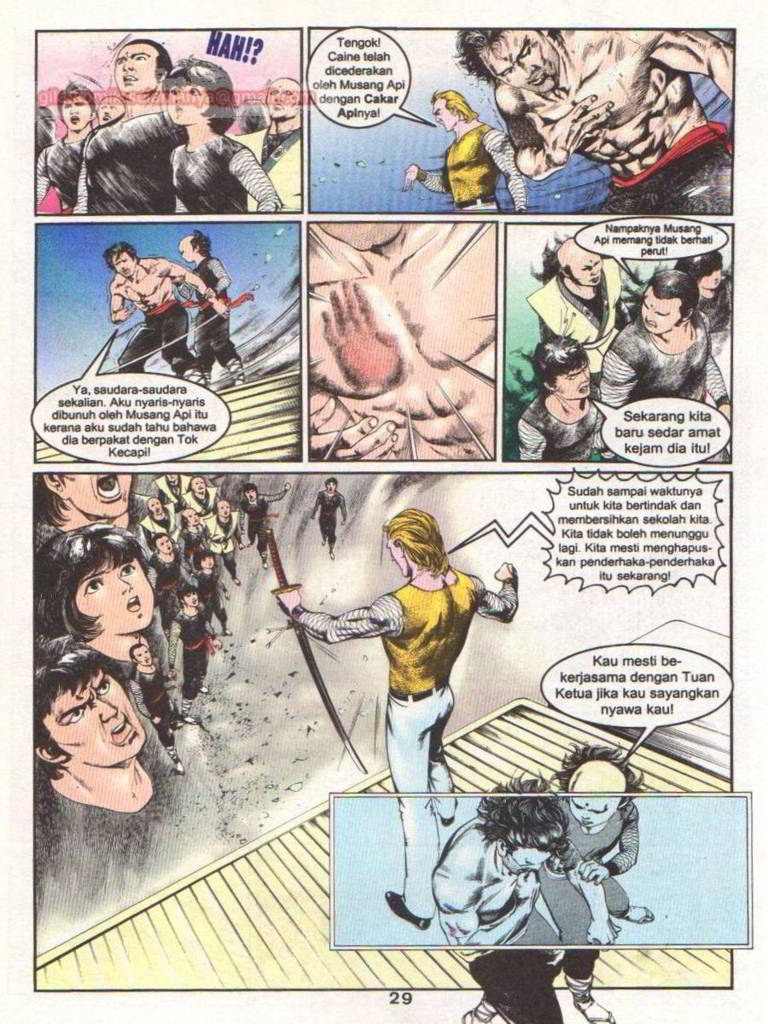 HAH!?
Tengok!
Caine telah
dicederakan
oleh Musang Api
dengan Cakar
Apinya!
Ya, saudara-saudara
sekalian. Aku nyaris-nyaris
dibunuh oleh Musang Api itu
kerana aku sudah tahu bahawa
dia berpakat dengan Tok
Kecapi!
Nampaknya Musang
Api memang tidak berhati
perut!
Sekarang kita
baru sedar amat
kejam dia itu!
Sudah sampai waktunya
untuk kita bertindak dan
membersihkan sekolah kita.
Kita tidak boleh menunggu
lagi. Kita mesti menghapus-
kan penderhaka-penderhaka
itu sekarang!
Kau mesti be-
kerjasama dengan Tuan
Ketua jika kau sayangkan
nyawa kau!
29